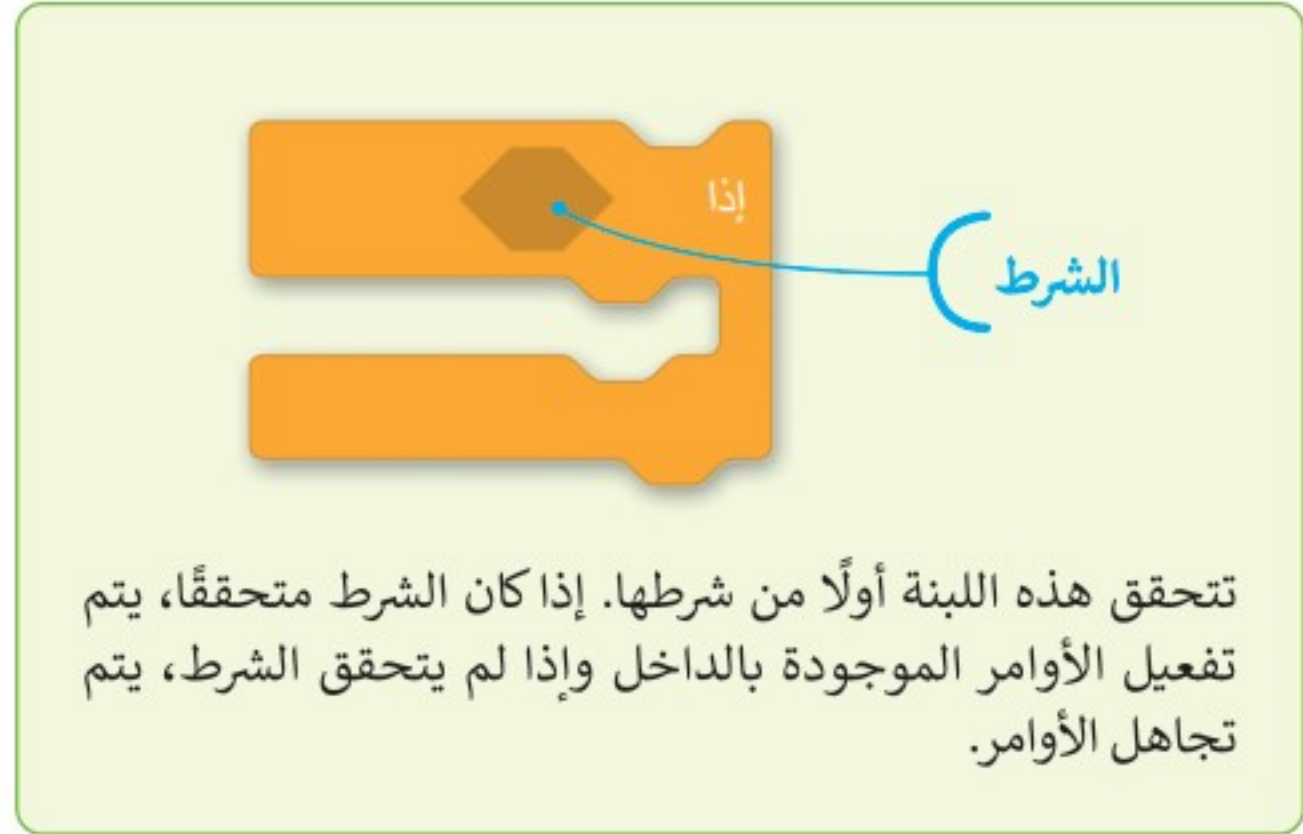 إذا
الشرط
تتحقق هذه اللبنة أولًا من شرطها. إذا كان الشرط متحققًا، يتم
تفعيل الأوامر الموجودة بالداخل وإذا لم يتحقق الشرط، يتم
تجاهل الأوامر.